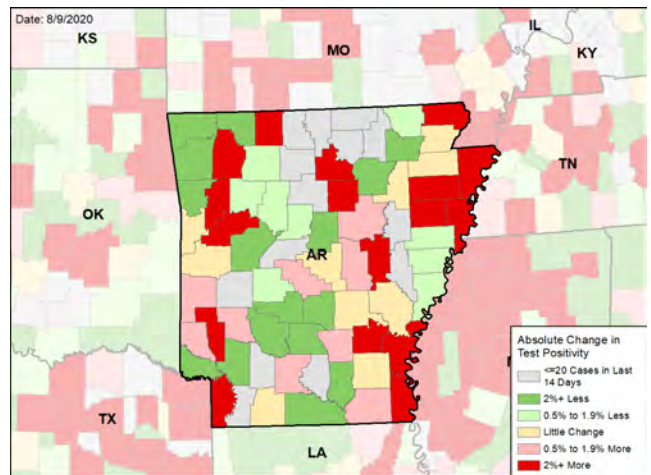 Date: 8/9/2020
KS
MO
IL
KY
TN
OK
AR
TX
LA
Absolute Change in
Test Positivity
<=20 Cases in Last
14 Days
2%+ Less
0.5% to 1.9% Less
Little Change
0.5% to 1.9% More
2%+ More